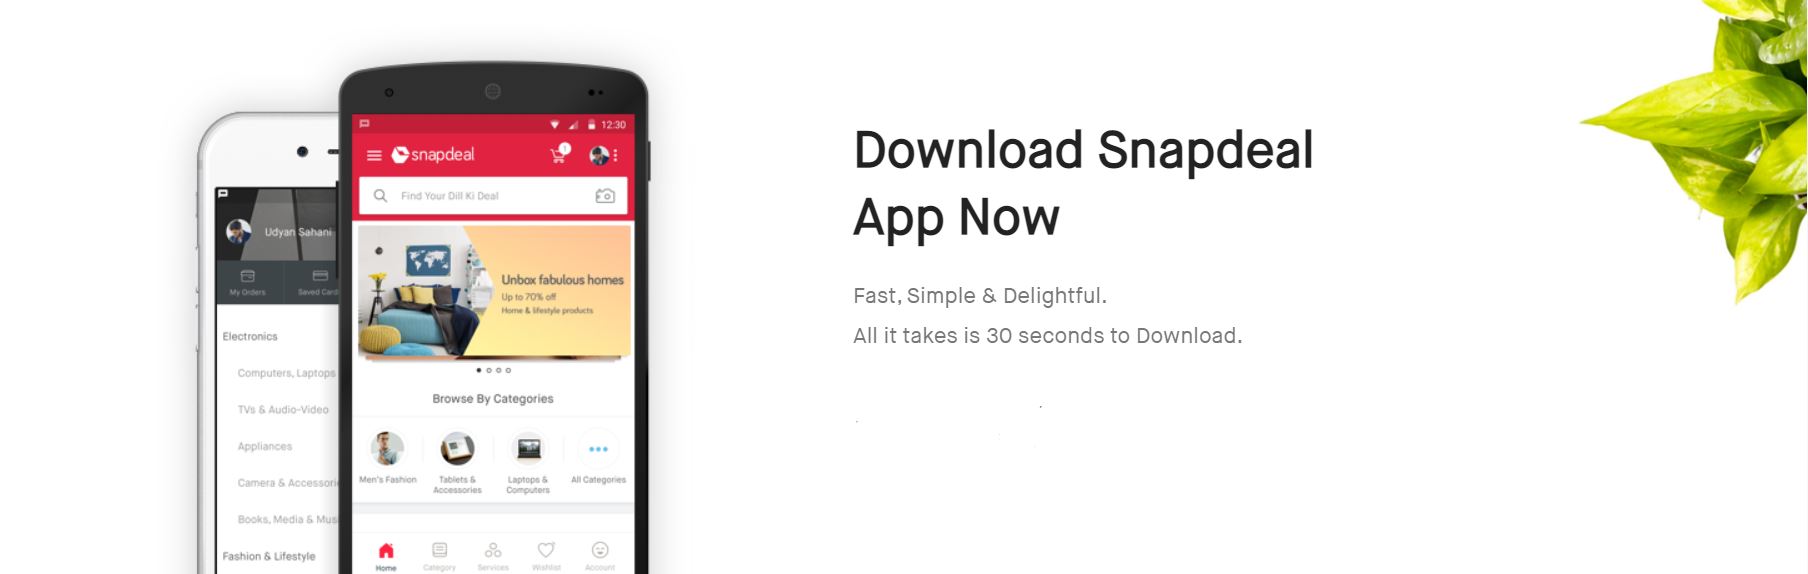 12:30
snapdeal
1
Find Your Dill Ki Deal
Unbox fabulous homes
Up to 70% off
Home & lifestyle products
Browse By Categories
Men's Fashion
Tablets &
Accessories
Laptops &
Computers
All Categories
Home
Category
Services
Wishlist
Account
Udyan Sahani
My Orders
Saved Card
Electronics
Computers, Laptops
TVs & Audio-Video
Appliances
Camera & Accessori
Books, Media & Mus
Fashion & Lifestyle
Download Snapdeal
App Now
Fast, Simple & Delightful.
All it takes is 30 seconds to Download.